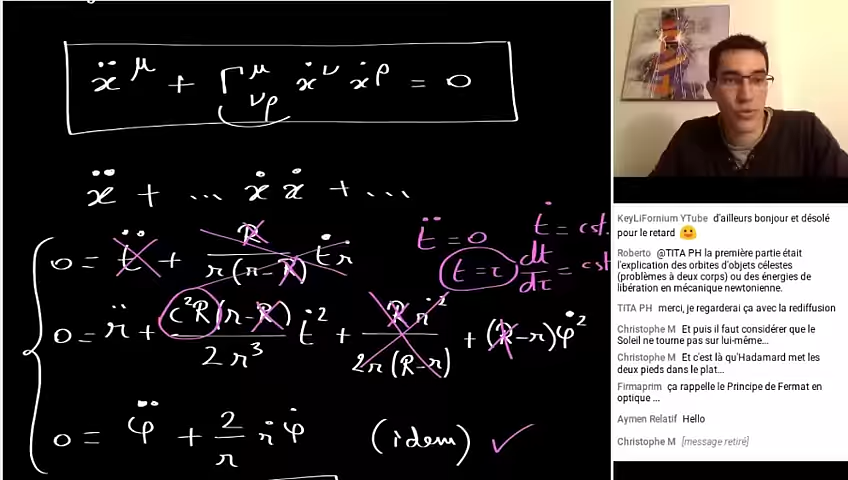 ẍ^μ + Γ^μ_νρ ẋ^ν ẋ^ρ = 0
ẍ + ... ẋ ẋ + ...
0 = ẗ + R/(r(r-R)) ṫ ṙ
ẗ = 0 ṫ = cst.
t = τ dt/dτ = cst
0 = r̈ + c²R(r-R)/(2r³) ṫ² + R ṙ²/(2r(R-r)) + (R-r) φ̇²
0 = φ̈ + 2/r ṙ φ̇ (idem) ✓
KeyLiFornium YTube d'ailleurs bonjour et désolé
pour le retard 🙂
Roberto @TITA PH la première partie était
l'explication des orbites d'objets célestes
(problèmes à deux corps) ou des énergies de
libération en mécanique newtonienne.
TITA PH merci, je regarderai ça avec la rediffusion
Christophe M Et puis il faut considérer que le
Soleil ne tourne pas sur lui-même...
Christophe M Et c'est là qu'Hadamard met les
deux pieds dans le plat...
Firmaprim ça rappelle le Principe de Fermat en
optique ...
Aymen Relatif Hello
Christophe M [message retiré]